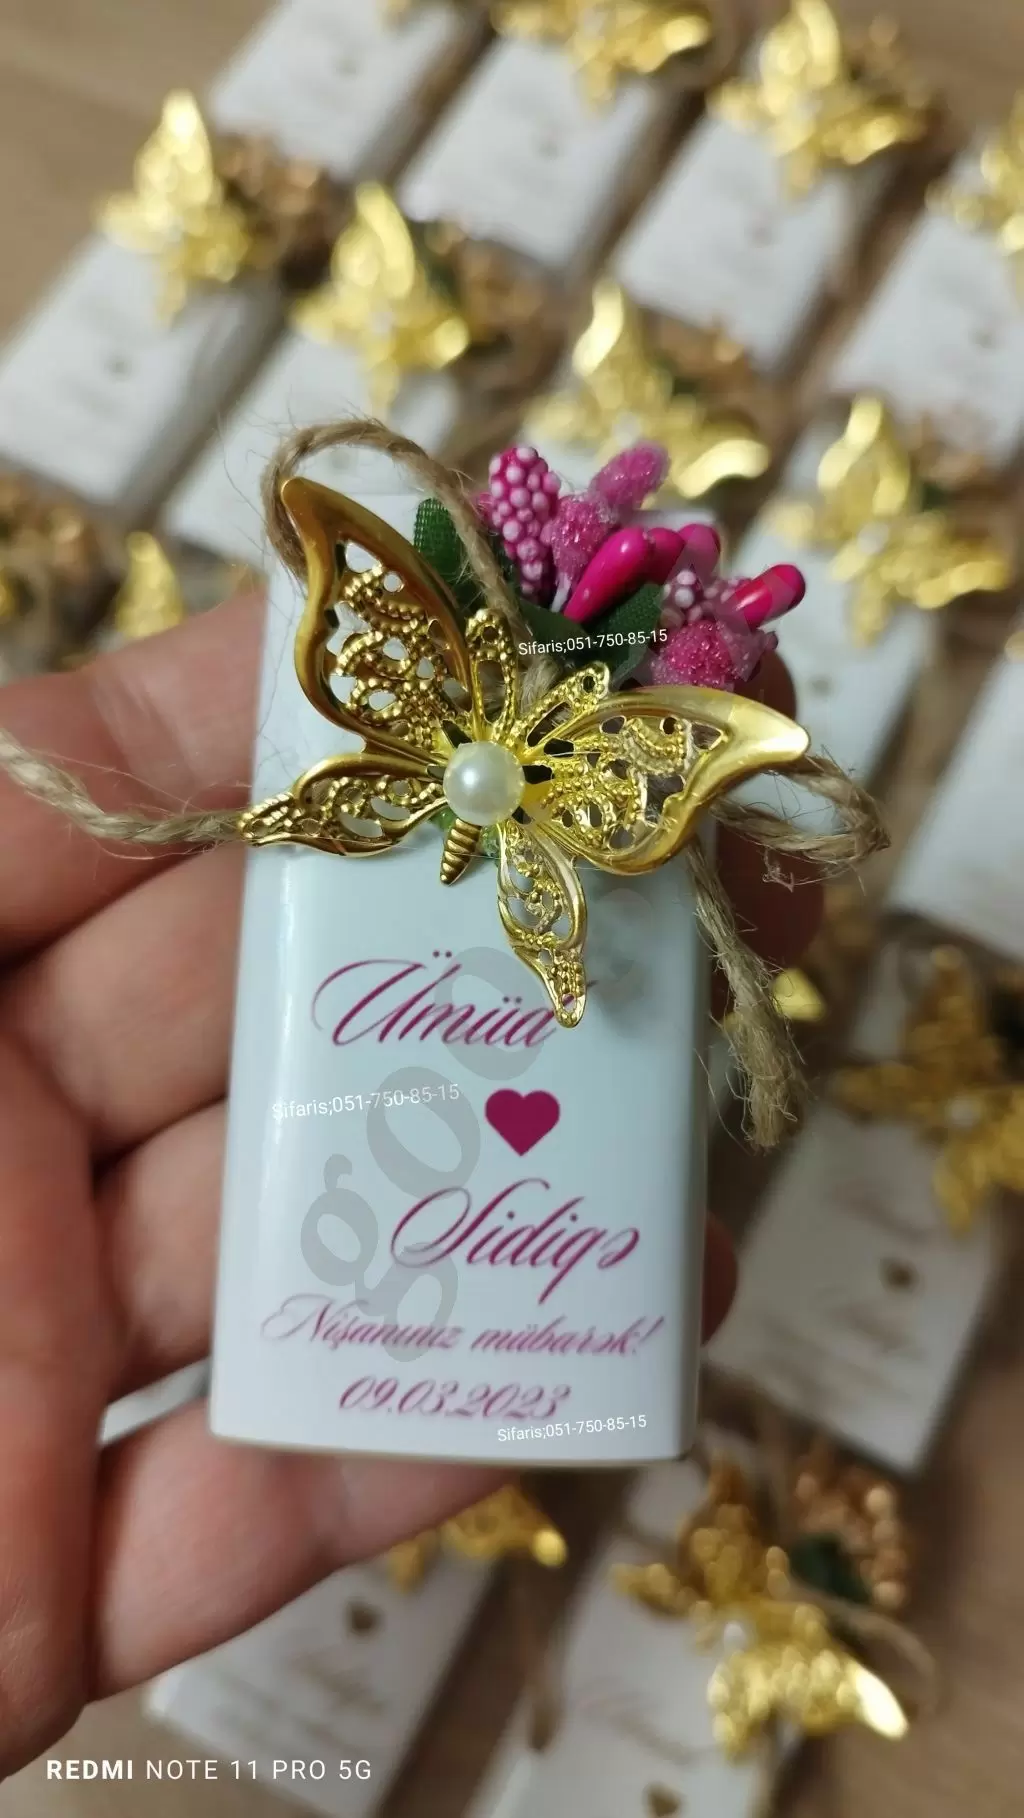 Sifaris;051-750-85-15
Ümüd
Sifaris;051-750-85-15
Sidiqə
Nişanınız mübarək!
09.03.2023
Sifaris;051-750-85-15
REDMI NOTE 11 PRO 5G